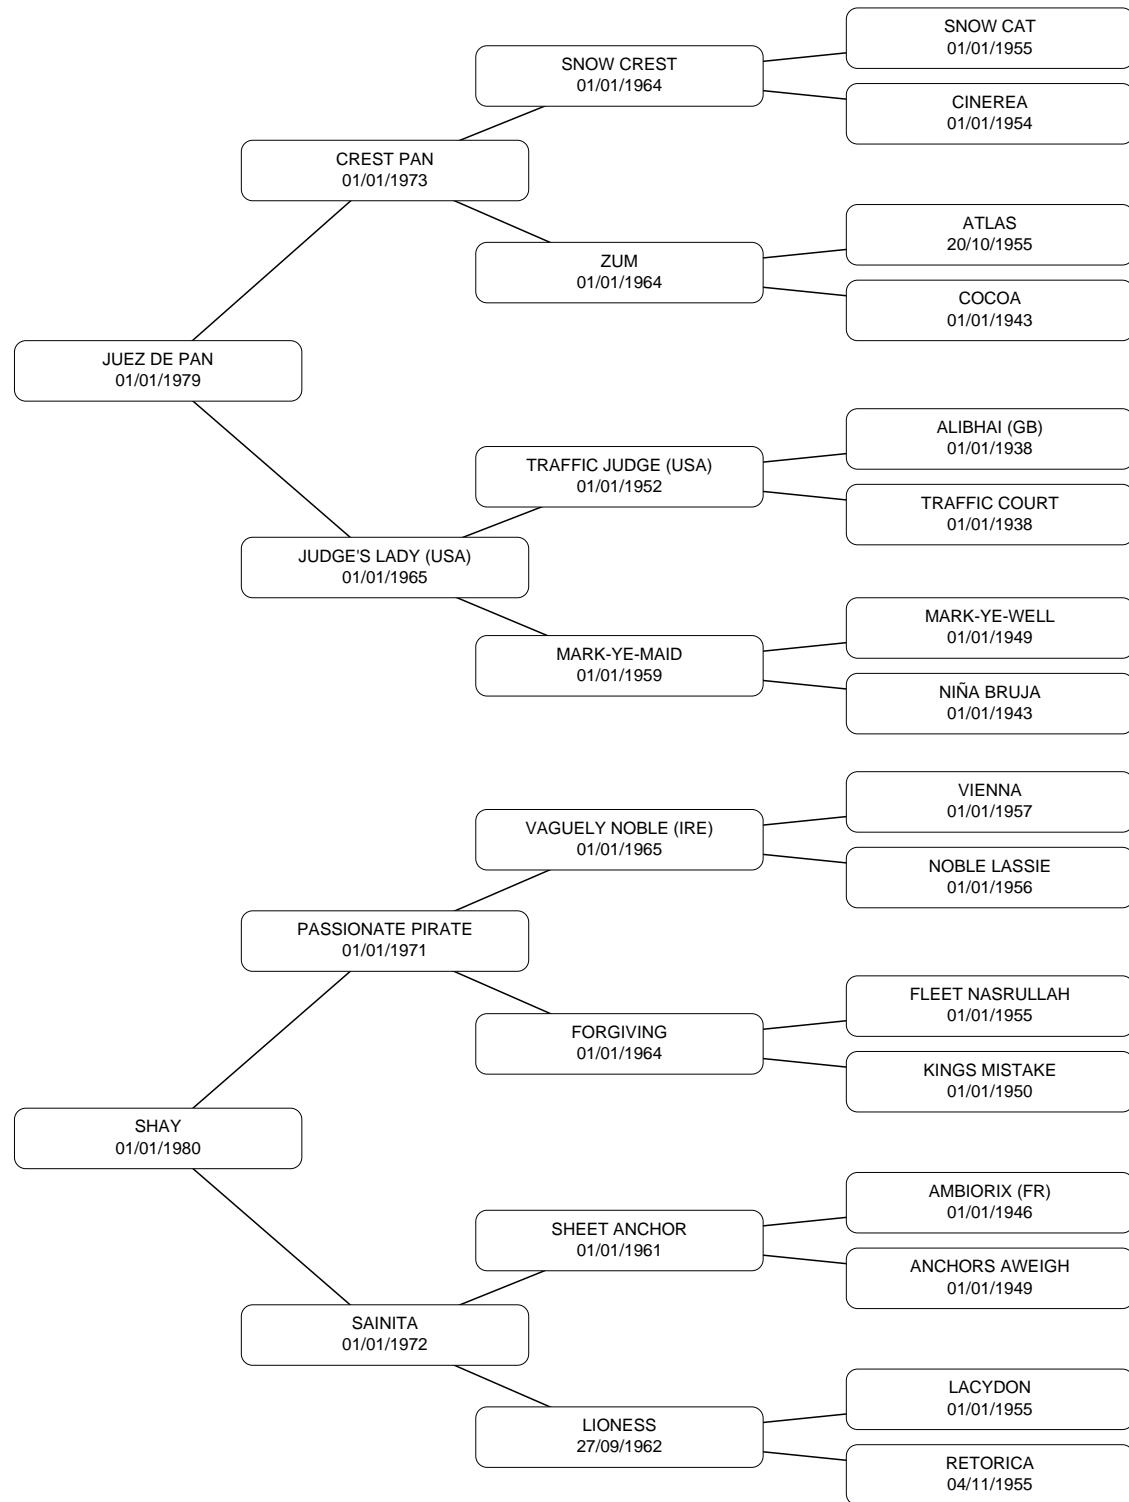 SNOW CAT
01/01/1955
SNOW CREST
01/01/1964
CINEREA
01/01/1954
CREST PAN
01/01/1973
ATLAS
20/10/1955
ZUM
01/01/1964
COCOA
01/01/1943
JUEZ DE PAN
01/01/1979
ALIBHAI (GB)
01/01/1938
TRAFFIC JUDGE (USA)
01/01/1952
TRAFFIC COURT
01/01/1938
JUDGE'S LADY (USA)
01/01/1965
MARK-YE-WELL
01/01/1949
MARK-YE-MAID
01/01/1959
NIÑA BRUJA
01/01/1943
VIENNA
01/01/1957
VAGUELY NOBLE (IRE)
01/01/1965
NOBLE LASSIE
01/01/1956
PASSIONATE PIRATE
01/01/1971
FLEET NASRULLAH
01/01/1955
FORGIVING
01/01/1964
KINGS MISTAKE
01/01/1950
SHAY
01/01/1980
AMBIORIX (FR)
01/01/1946
SHEET ANCHOR
01/01/1961
ANCHORS AWEIGH
01/01/1949
SAINITA
01/01/1972
LACYDON
01/01/1955
LIONESS
27/09/1962
RETORICA
04/11/1955